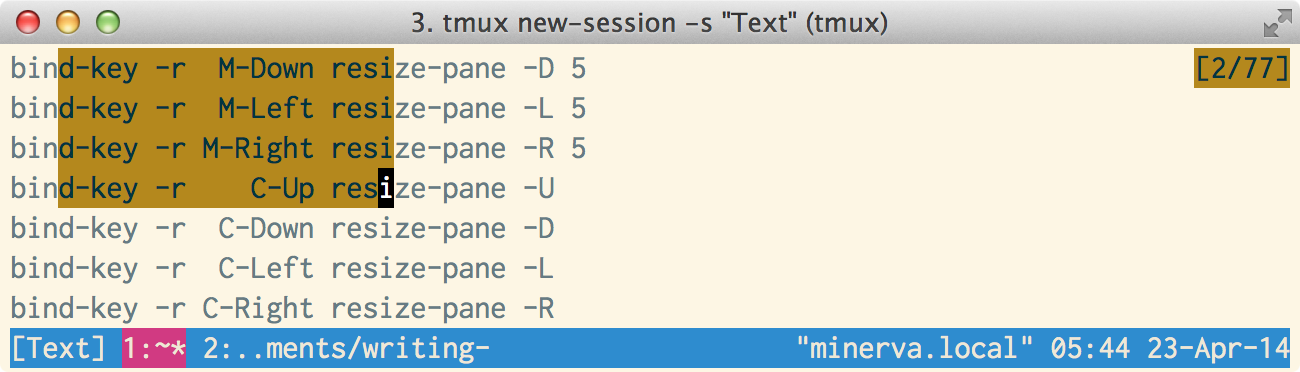 3. tmux new-session -s "Text" (tmux)
bind-key -r  M-Down resize-pane -D 5 [2/77]
bind-key -r  M-Left resize-pane -L 5
bind-key -r M-Right resize-pane -R 5
bind-key -r    C-Up resize-pane -U
bind-key -r  C-Down resize-pane -D
bind-key -r  C-Left resize-pane -L
bind-key -r C-Right resize-pane -R
[Text] 1:~* 2:..ments/writing- "minerva.local" 05:44 23-Apr-14